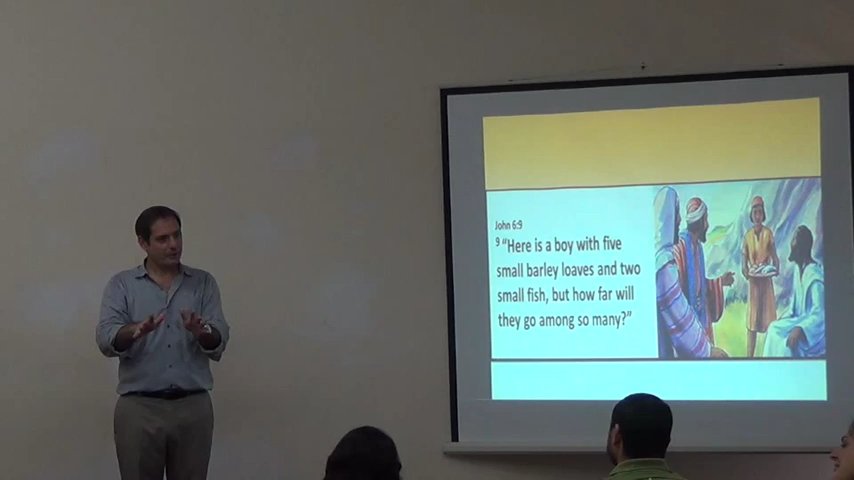 John 6:9
9 "Here is a boy with five
small barley loaves and two
small fish, but how far will
they go among so many?"